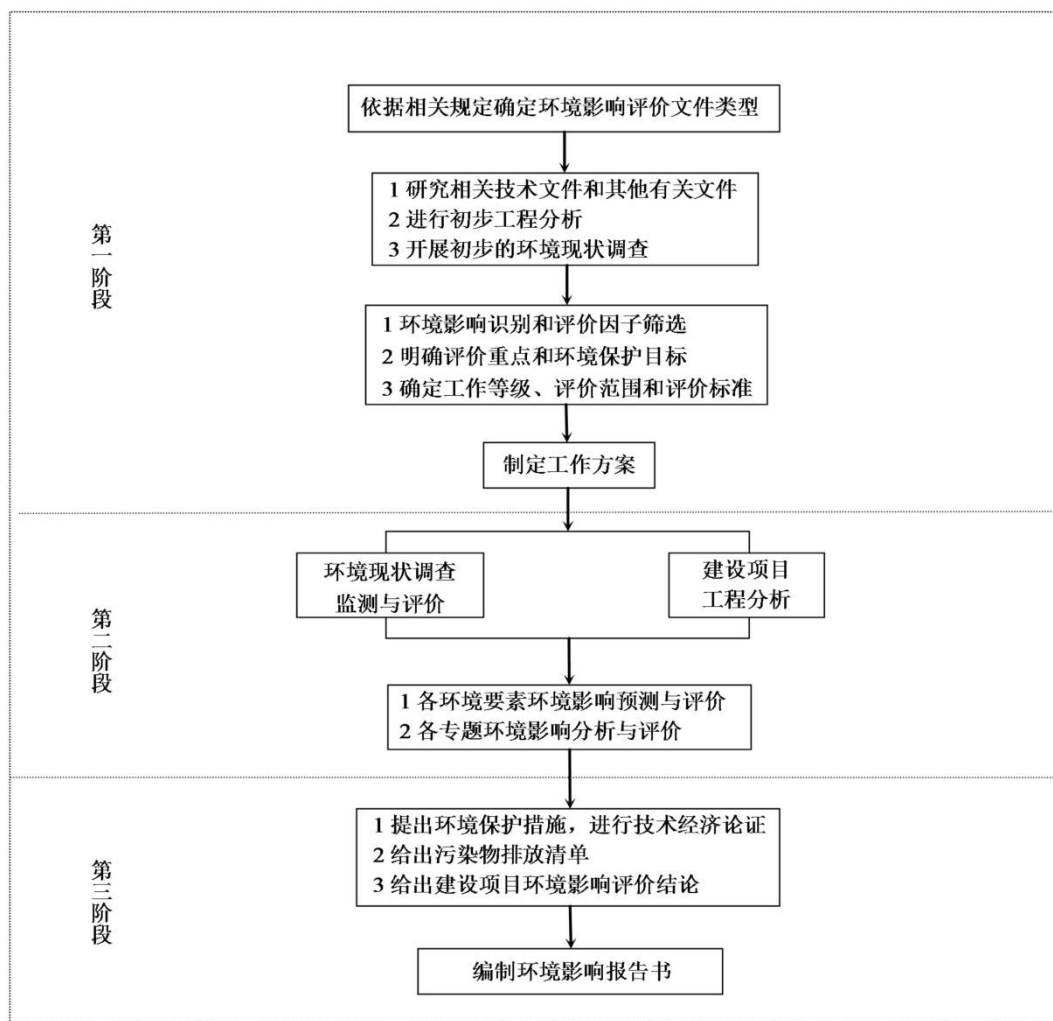 依据相关规定确定环境影响评价文件类型
1 研究相关技术文件和其他有关文件
2 进行初步工程分析
3 开展初步的环境现状调查
第一阶段
1 环境影响识别和评价因子筛选
2 明确评价重点和环境保护目标
3 确定工作等级、评价范围和评价标准
制定工作方案
环境现状调查
监测与评价
建设项目
工程分析
第二阶段
1 各环境要素环境影响预测与评价
2 各专题环境影响分析与评价
1 提出环境保护措施，进行技术经济论证
2 给出污染物排放清单
3 给出建设项目环境影响评价结论
第三阶段
编制环境影响报告书